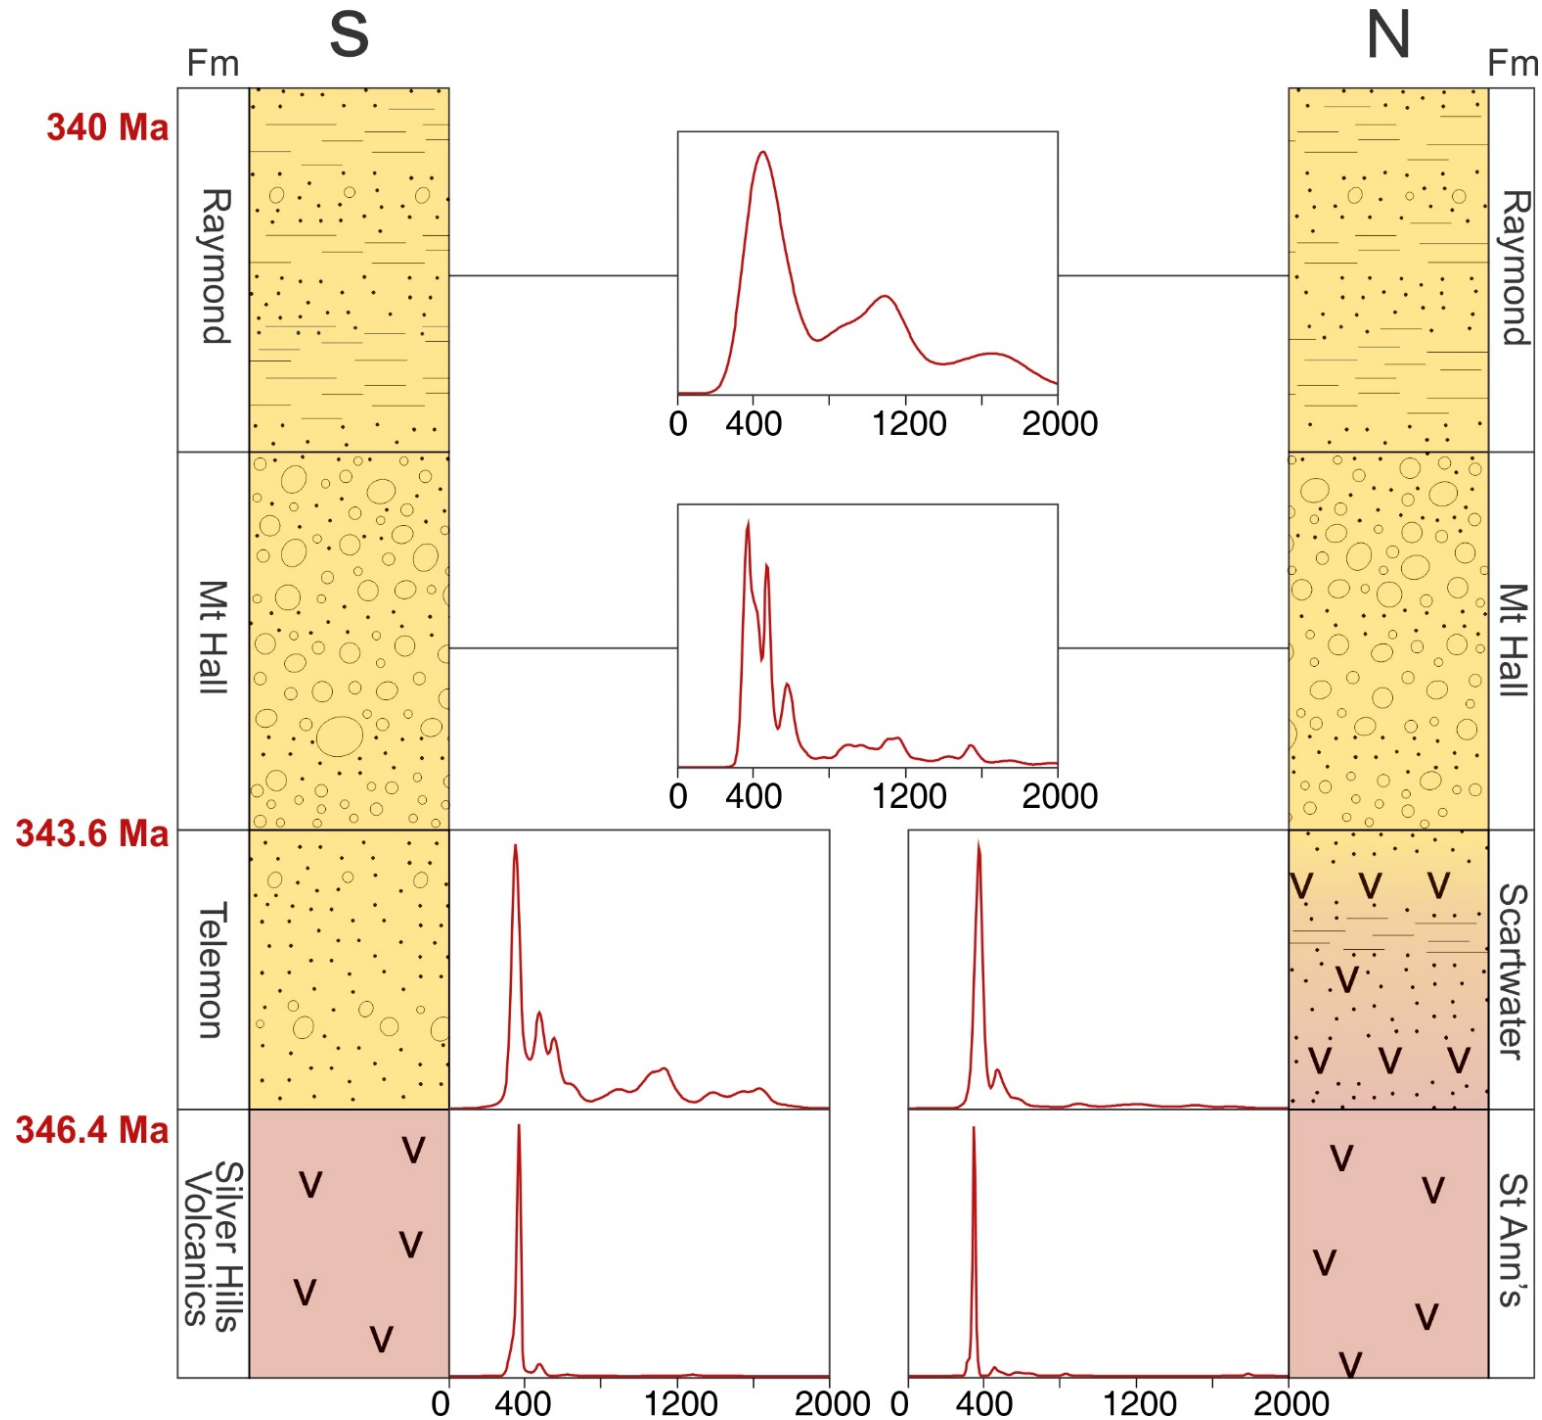 S
N
Fm
Fm
340 Ma
Raymond
Raymond
0 400 1200 2000
Mt Hall
Mt Hall
0 400 1200 2000
343.6 Ma
Telemon
Scartwater
V V V
V
V V V
346.4 Ma
Silver Hills
Volcanics
St Ann's
V
V
V
V
V
V
V
V
V
V
0 400 1200 2000
0 400 1200 2000